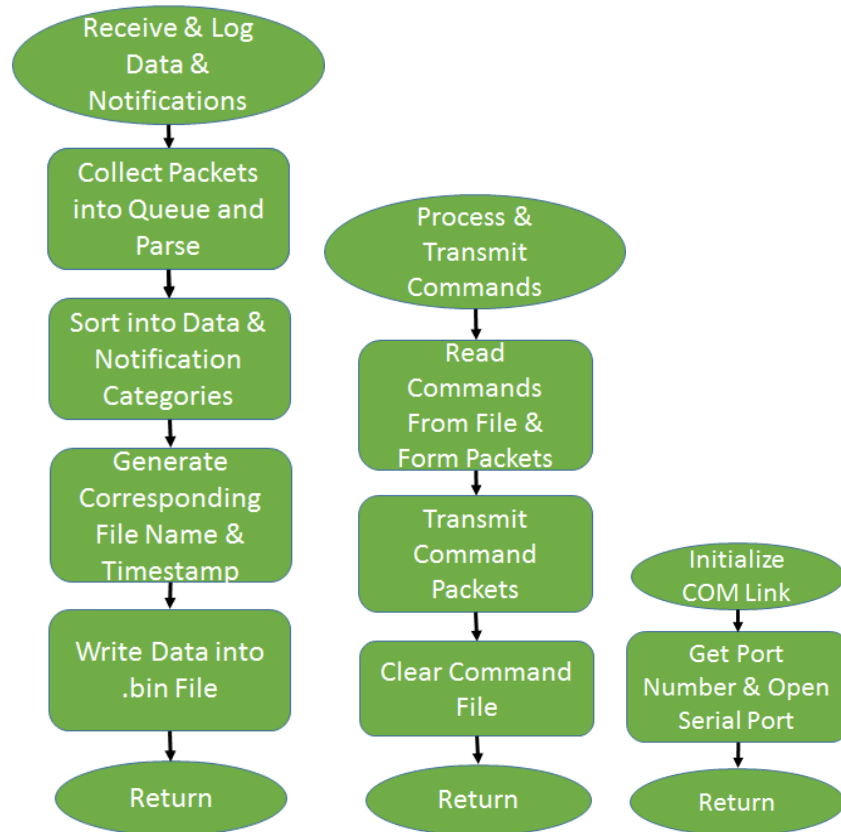 Receive & Log
Data &
Notifications
Collect Packets
into Queue and
Parse
Sort into Data &
Notification
Categories
Generate
Corresponding
File Name &
Timestamp
Write Data into
.bin File
Return
Process &
Transmit
Commands
Read
Commands
From File &
Form Packets
Transmit
Command
Packets
Clear Command
File
Return
Initialize
COM Link
Get Port
Number & Open
Serial Port
Return